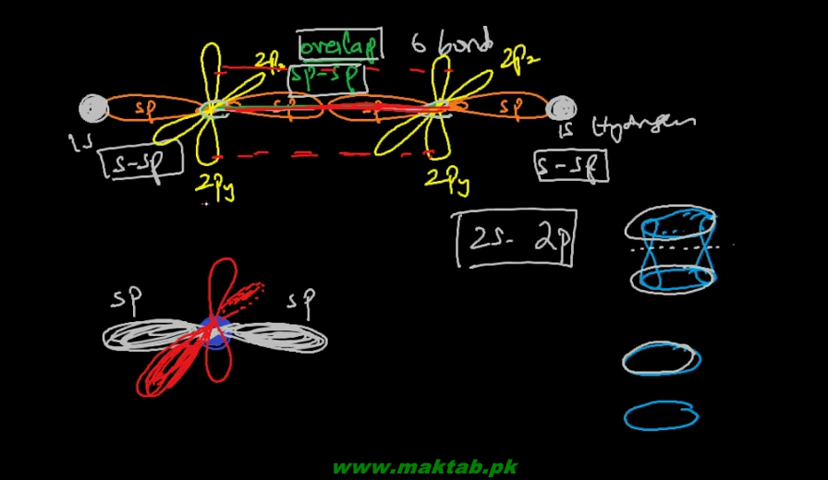 overlap
6 bond
2Pz
2Pz
sp-sp
sp
sp
sp
sp
1S
1S
Hydrogen
S-SP
S-SP
2Py
2Py
2S- 2p
sp
sp
www.maktab.pk